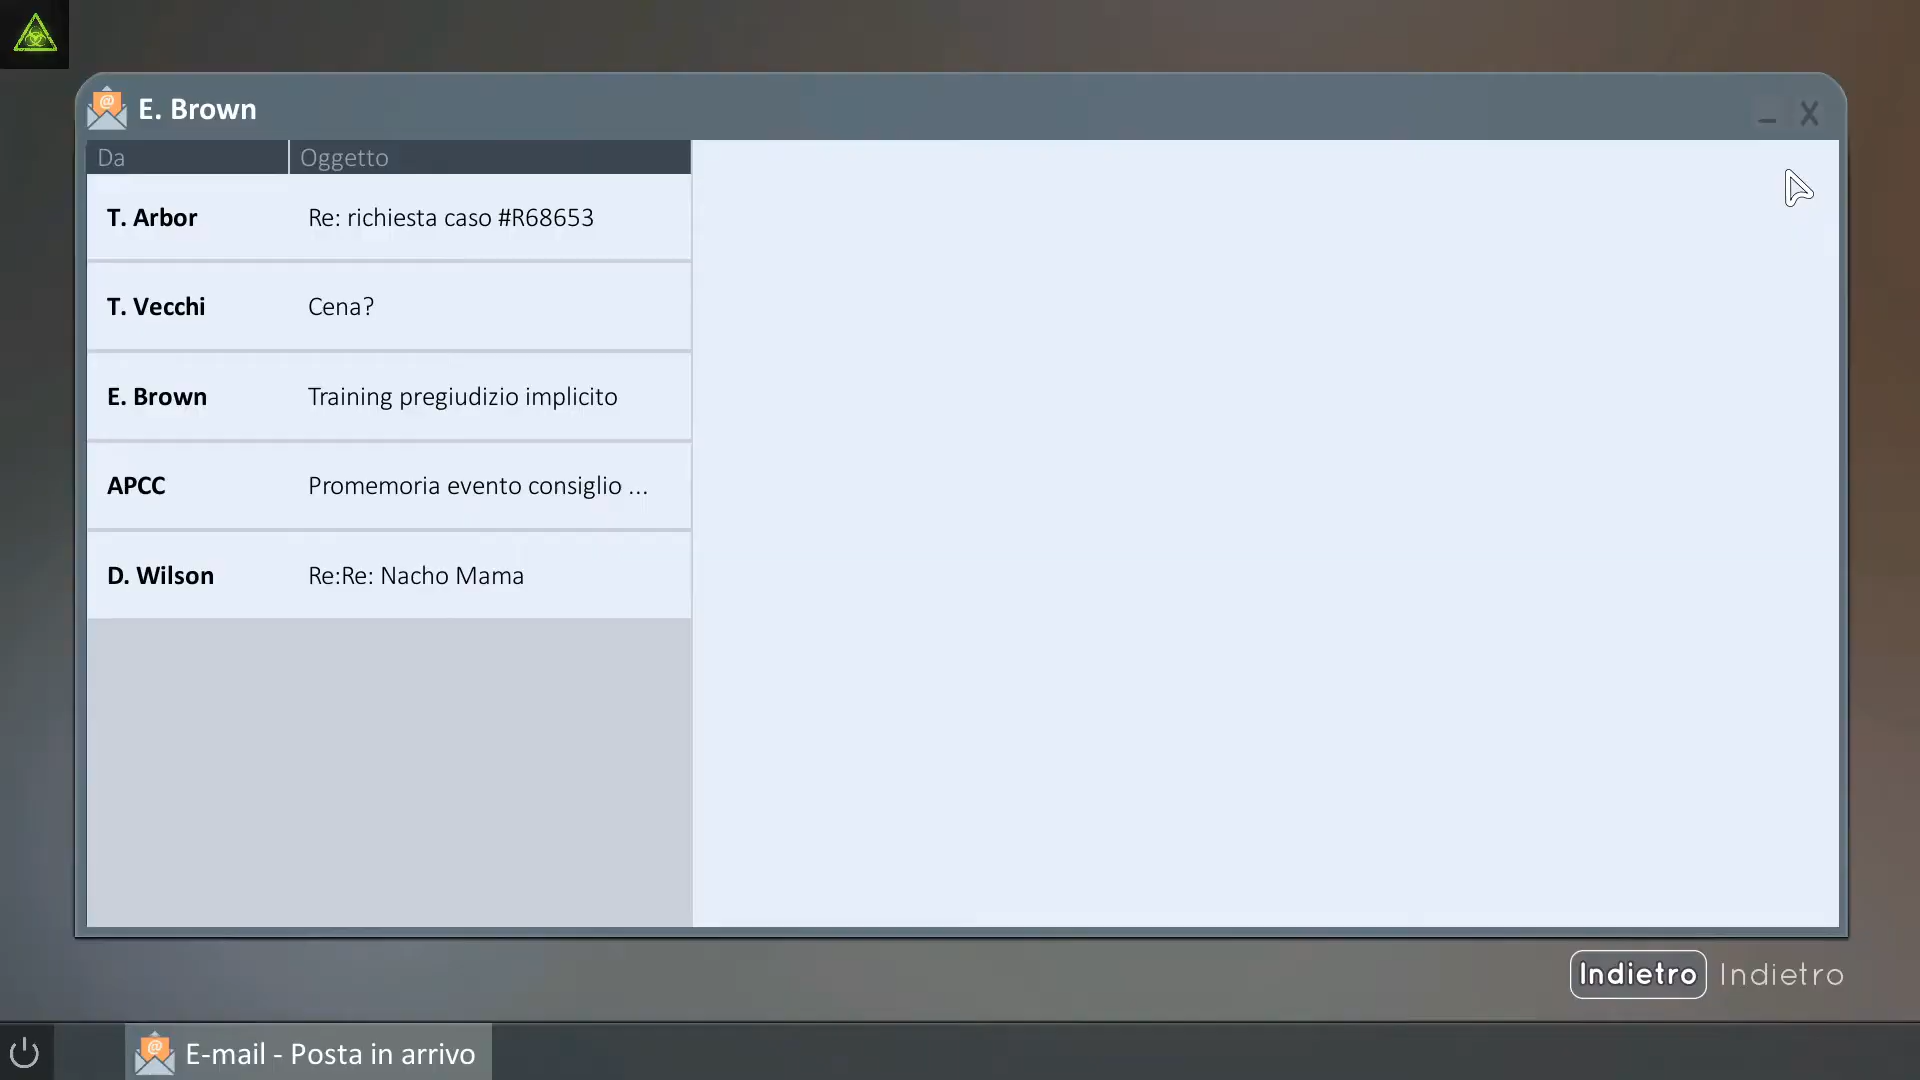 E. Brown
Da Oggetto
T. Arbor Re: richiesta caso #R68653
T. Vecchi Cena?
E. Brown Training pregiudizio implicito
APCC Promemoria evento consiglio ...
D. Wilson Re:Re: Nacho Mama
Indietro Indietro
E-mail - Posta in arrivo